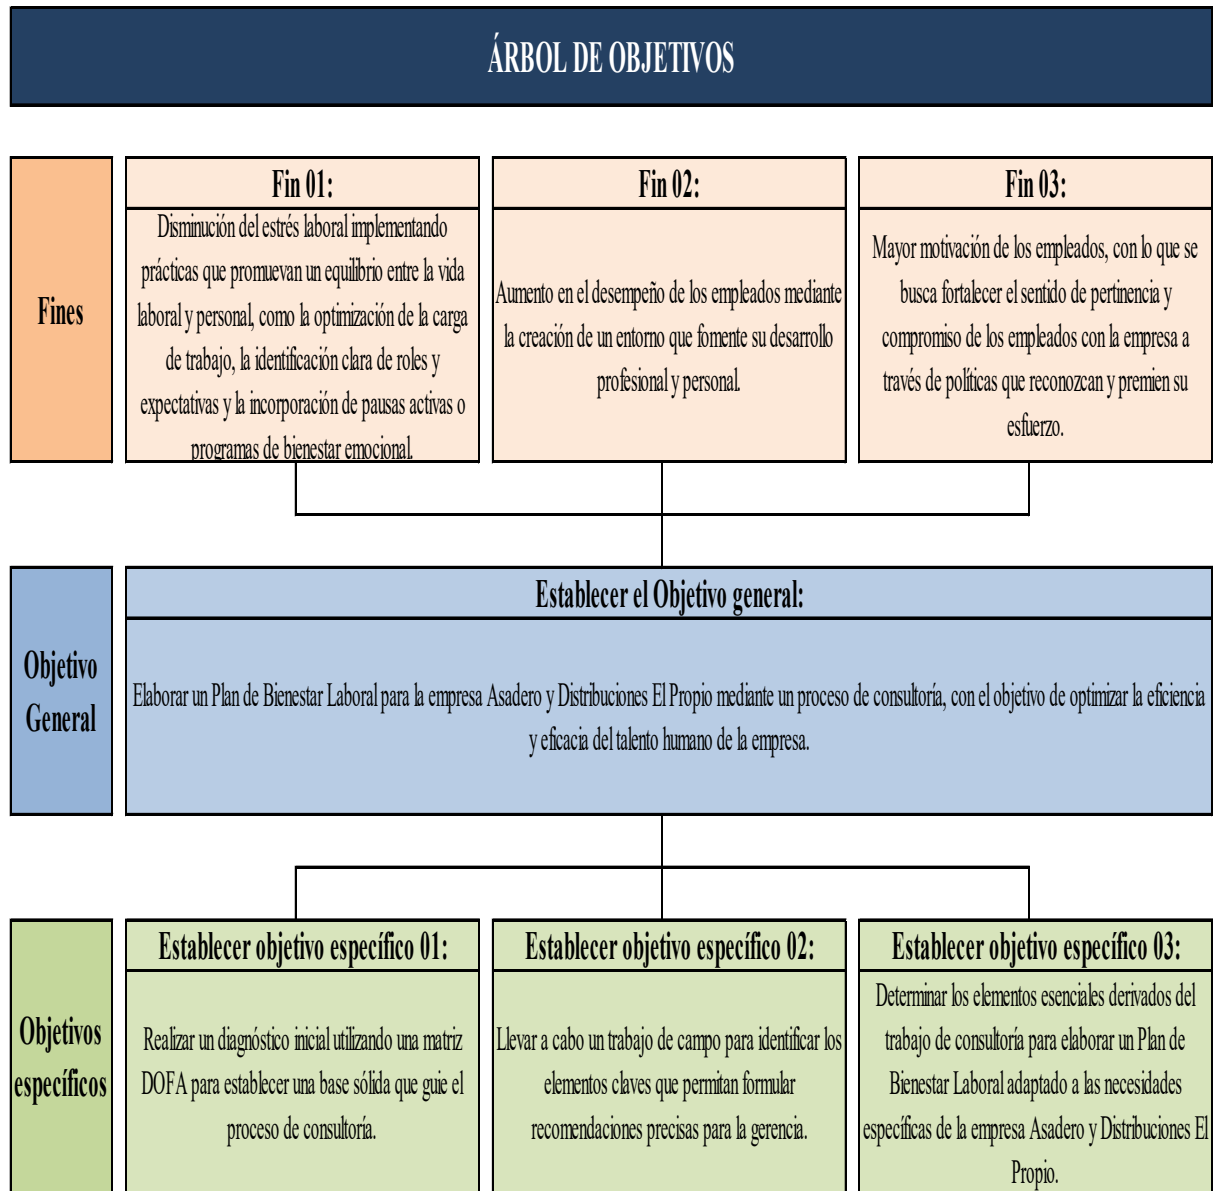 ÁRBOL DE OBJETIVOS
Fines
Fin 01:
Disminución del estrés laboral implementando
prácticas que promuevan un equilibrio entre la vida
laboral y personal, como la optimización de la carga
de trabajo, la identificación clara de roles y
expectativas y la incorporación de pausas activas o
programas de bienestar emocional.
Fin 02:
Aumento en el desempeño de los empleados mediante
la creación de un entorno que fomente su desarrollo
profesional y personal.
Fin 03:
Mayor motivación de los empleados, con lo que se
busca fortalecer el sentido de pertinencia y
compromiso de los empleados con la empresa a
través de políticas que reconozcan y premien su
esfuerzo.
Objetivo
General
Establecer el Objetivo general:
Elaborar un Plan de Bienestar Laboral para la empresa Asadero y Distribuciones El Propio mediante un proceso de consultoría, con el objetivo de optimizar la eficiencia
y eficacia del talento humano de la empresa.
Objetivos
específicos
Establecer objetivo específico 01:
Realizar un diagnóstico inicial utilizando una matriz
DOFA para establecer una base sólida que guie el
proceso de consultoría.
Establecer objetivo específico 02:
Llevar a cabo un trabajo de campo para identificar los
elementos claves que permitan formular
recomendaciones precisas para la gerencia.
Establecer objetivo específico 03:
Determinar los elementos esenciales derivados del
trabajo de consultoría para elaborar un Plan de
Bienestar Laboral adaptado a las necesidades
específicas de la empresa Asadero y Distribuciones El
Propio.